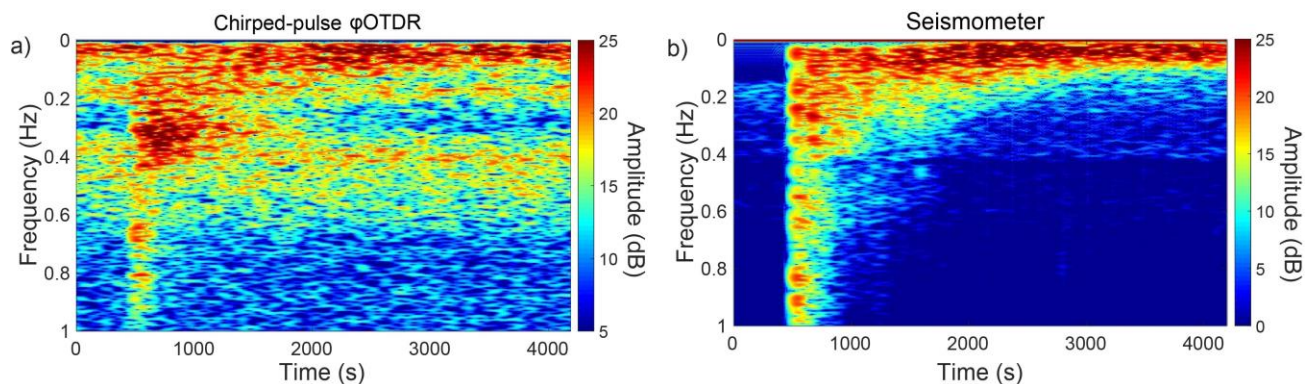 Chirped-pulse φOTDR
a)
0
0.2
0.4
0.6
0.8
1
Frequency (Hz)
0 1000 2000 3000 4000
Time (s)
25
20
15
10
5
Amplitude (dB)
Seismometer
b)
0
0.2
0.4
0.6
0.8
1
Frequency (Hz)
0 1000 2000 3000 4000
Time (s)
25
20
15
10
5
0
Amplitude (dB)